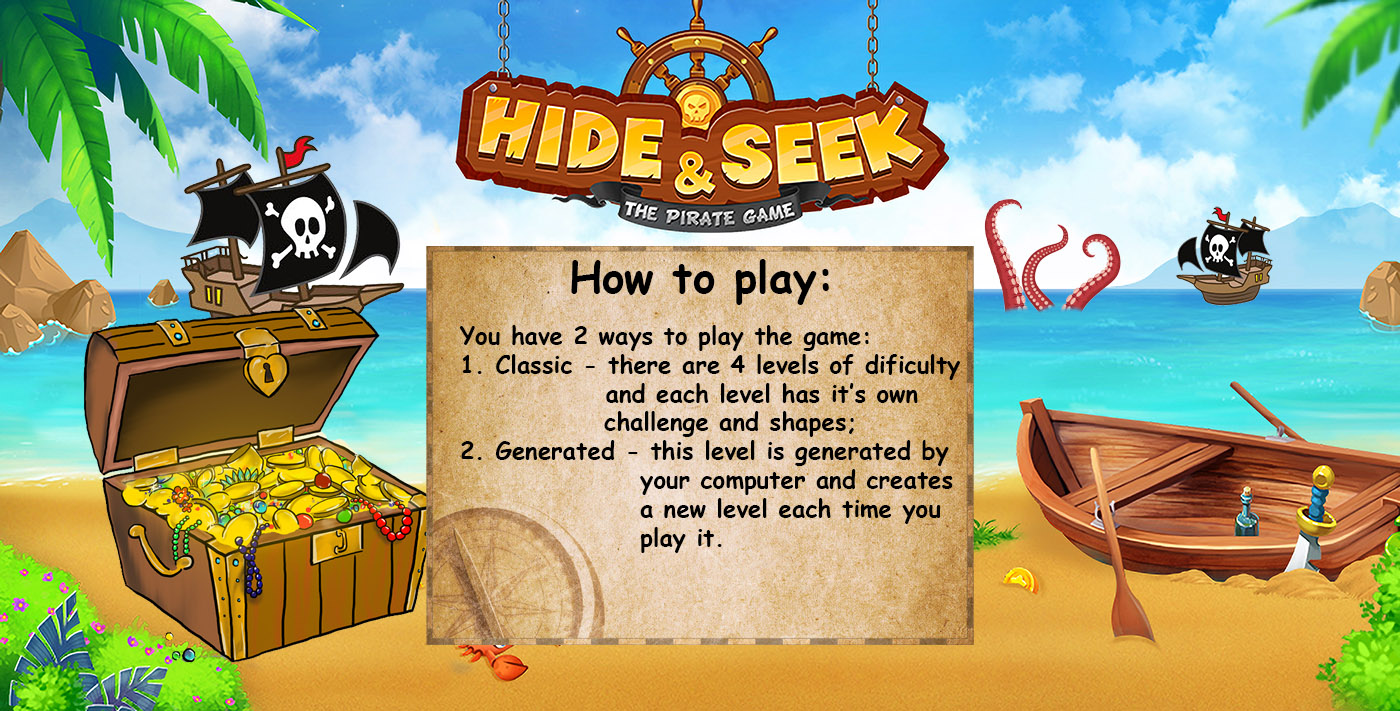 HIDE & SEEK
THE PIRATE GAME
How to play:
You have 2 ways to play the game:
1. Classic - there are 4 levels of dificulty
and each level has it's own
challenge and shapes;
2. Generated - this level is generated by
your computer and creates
a new level each time you
play it.